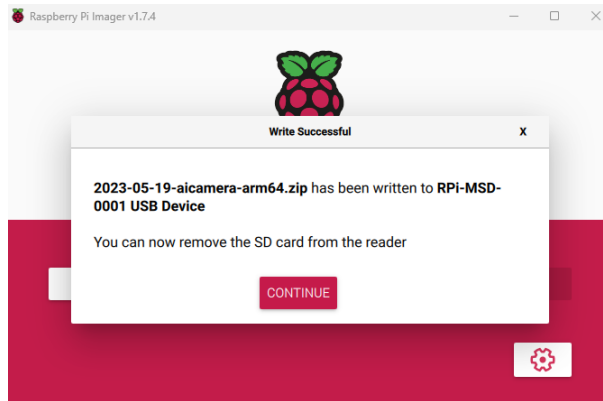 Raspberry Pi Imager v1.7.4
Write Successful
X
2023-05-19-aicamera-arm64.zip has been written to RPi-MSD-
0001 USB Device
You can now remove the SD card from the reader
CONTINUE